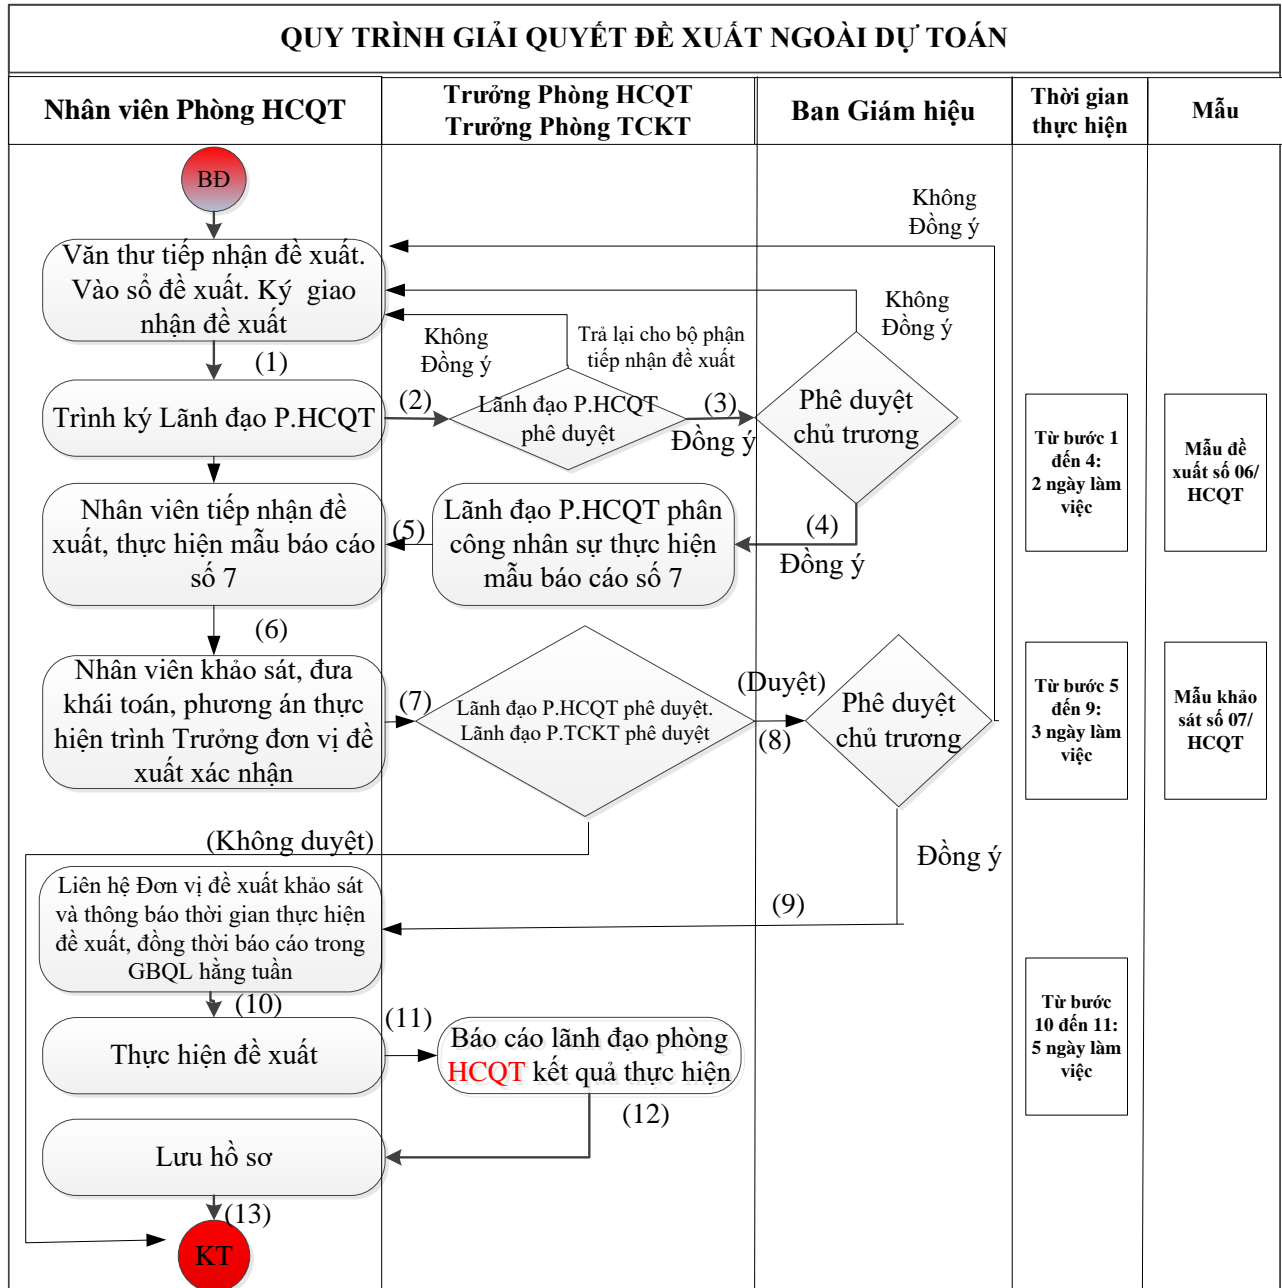 QUY TRÌNH GIẢI QUYẾT ĐỀ XUẤT NGOÀI DỰ TOÁN
Nhân viên Phòng HCQT
Trưởng Phòng HCQT
Trưởng Phòng TCKT
Ban Giám hiệu
Thời gian
thực hiện
Mẫu
BĐ
Không
Đồng ý
Văn thư tiếp nhận đề xuất.
Vào sổ đề xuất. Ký  giao
nhận đề xuất
Không
Đồng ý
Không
Đồng ý
Trả lại cho bộ phận
tiếp nhận đề xuất
(1)
Trình ký Lãnh đạo P.HCQT
(2)
Lãnh đạo P.HCQT
phê duyệt
(3)
Đồng ý
Phê duyệt
chủ trương
Từ bước 1
đến 4:
2 ngày làm
việc
Mẫu đề
xuất số 06/
HCQT
Nhân viên tiếp nhận đề
xuất, thực hiện mẫu báo cáo
số 7
(5)
Lãnh đạo P.HCQT phân
công nhân sự thực hiện
mẫu báo cáo số 7
(4)
Đồng ý
(6)
Nhân viên khảo sát, đưa
khái toán, phương án thực
hiện trình Trưởng đơn vị đề
xuất xác nhận
(7)
Lãnh đạo P.HCQT phê duyệt.
Lãnh đạo P.TCKT phê duyệt
(Duyệt)
(8)
Phê duyệt
chủ trương
Từ bước 5
đến 9:
3 ngày làm
việc
Mẫu khảo
sát số 07/
HCQT
(Không duyệt)
Đồng ý
Liên hệ Đơn vị đề xuất khảo sát
và thông báo thời gian thực hiện
đề xuất, đồng thời báo cáo trong
GBQL hằng tuần
(9)
(10)
Thực hiện đề xuất
(11)
Báo cáo lãnh đạo phòng
HCQT kết quả thực hiện
(12)
Từ bước
10 đến 11:
5 ngày làm
việc
Lưu hồ sơ
(13)
KT